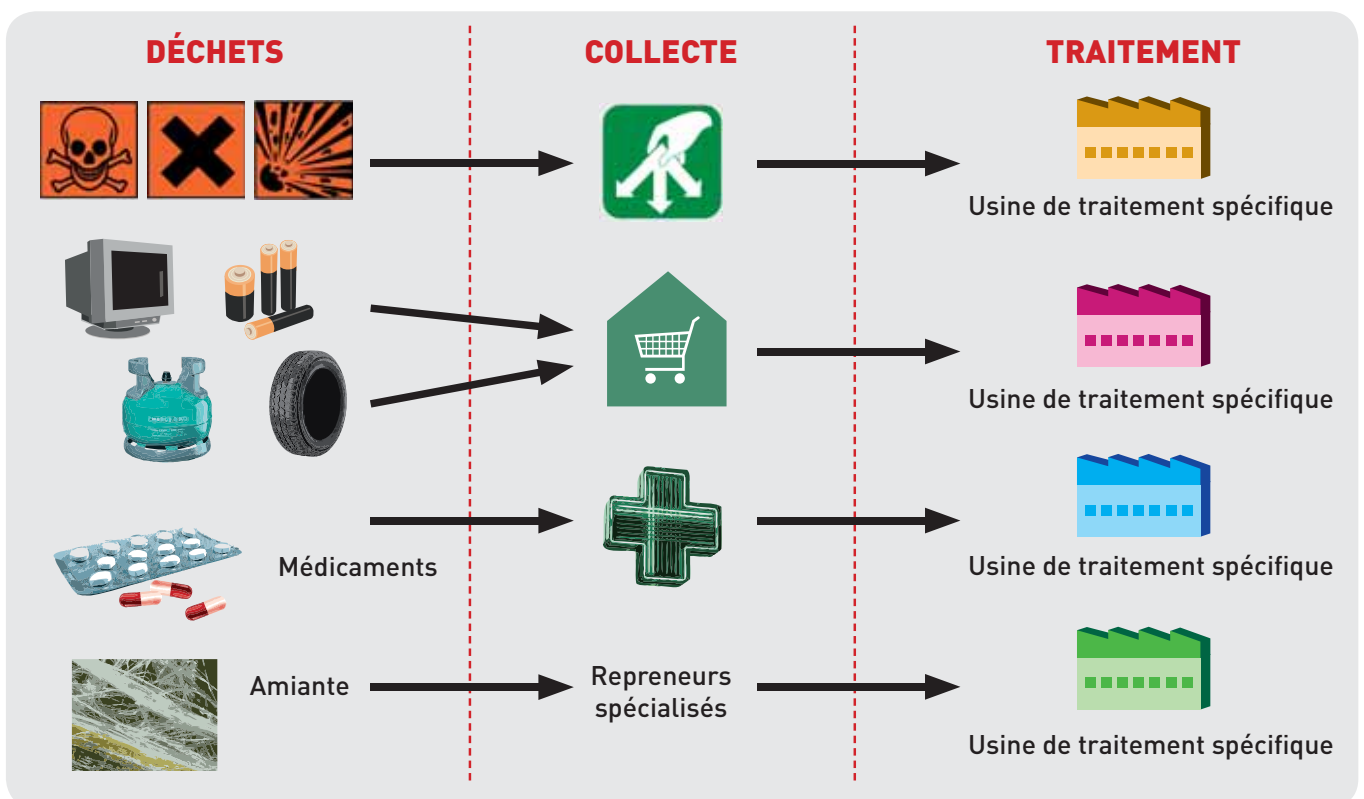 DÉCHETS
COLLECTE
TRAITEMENT
Usine de traitement spécifique
Usine de traitement spécifique
Médicaments
Usine de traitement spécifique
Amiante
Repreneurs
spécialisés
Usine de traitement spécifique